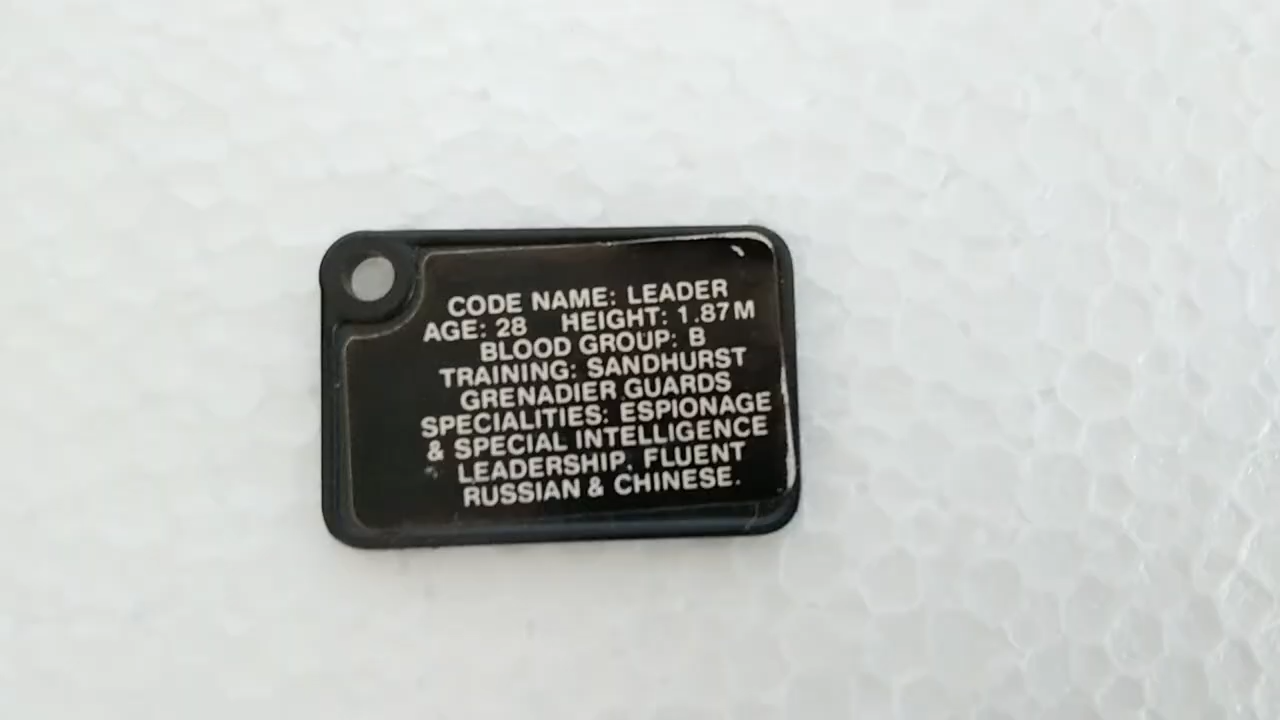 CODE NAME: LEADER
AGE: 28 HEIGHT: 1.87M
BLOOD GROUP: B
TRAINING: SANDHURST
GRENADIER GUARDS
SPECIALITIES: ESPIONAGE
& SPECIAL INTELLIGENCE
LEADERSHIP. FLUENT
RUSSIAN & CHINESE.